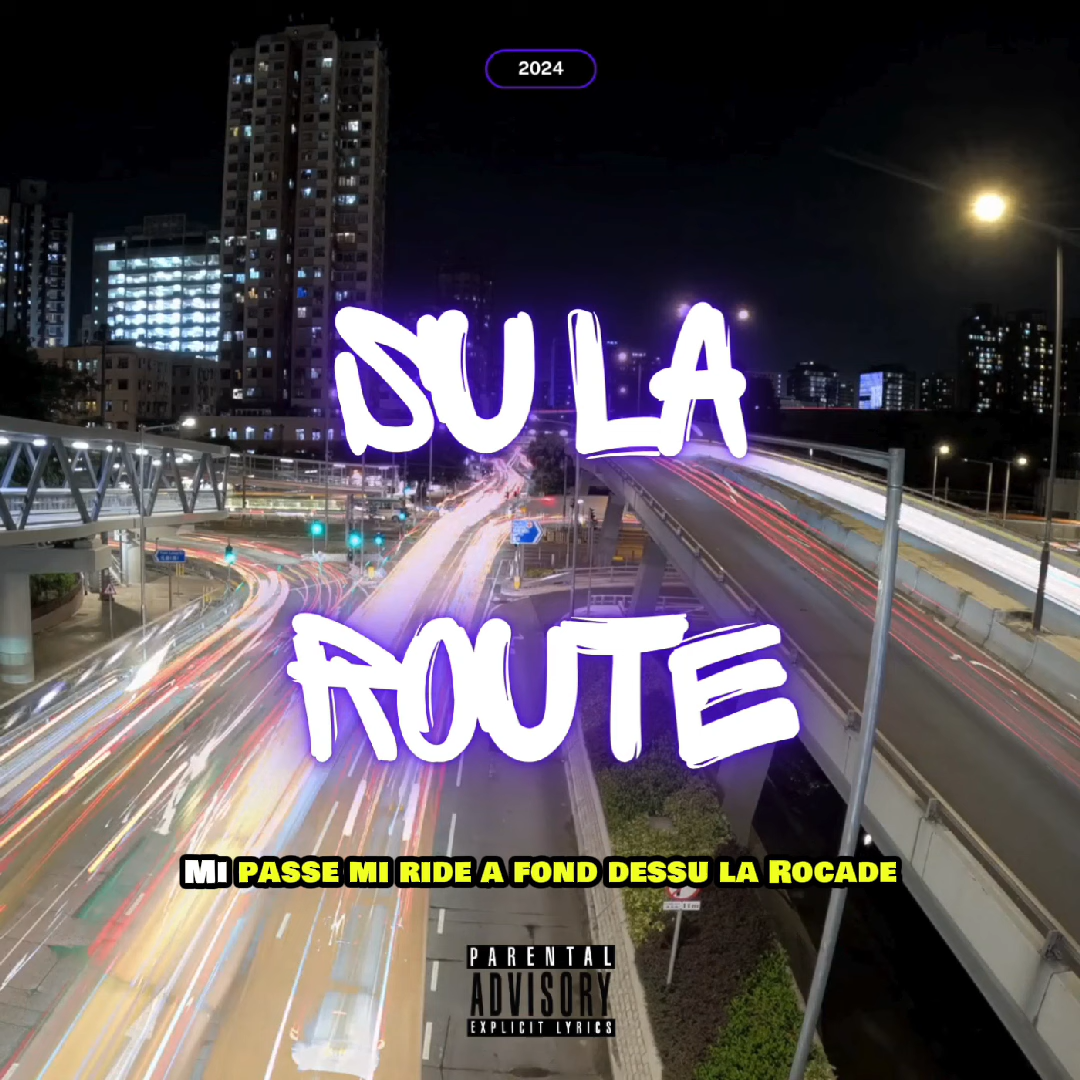 2024
SU LA
ROUTE
Mi passe mi ride a fond dessu la Rocade
PARENTAL
ADVISORY
EXPLICIT LYRICS